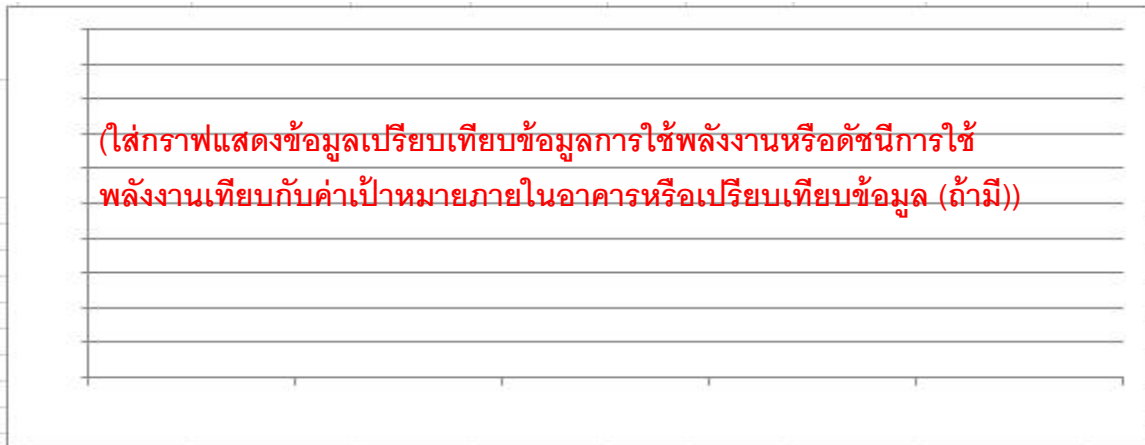 (ใส่กราฟแสดงข้อมูลเปรียบเทียบข้อมูลการใช้พลังงานหรือดัชนีการใช้
พลังงานเทียบกับค่าเป้าหมายภายในอาคารหรือเปรียบเทียบข้อมูล (ถ้ามี))